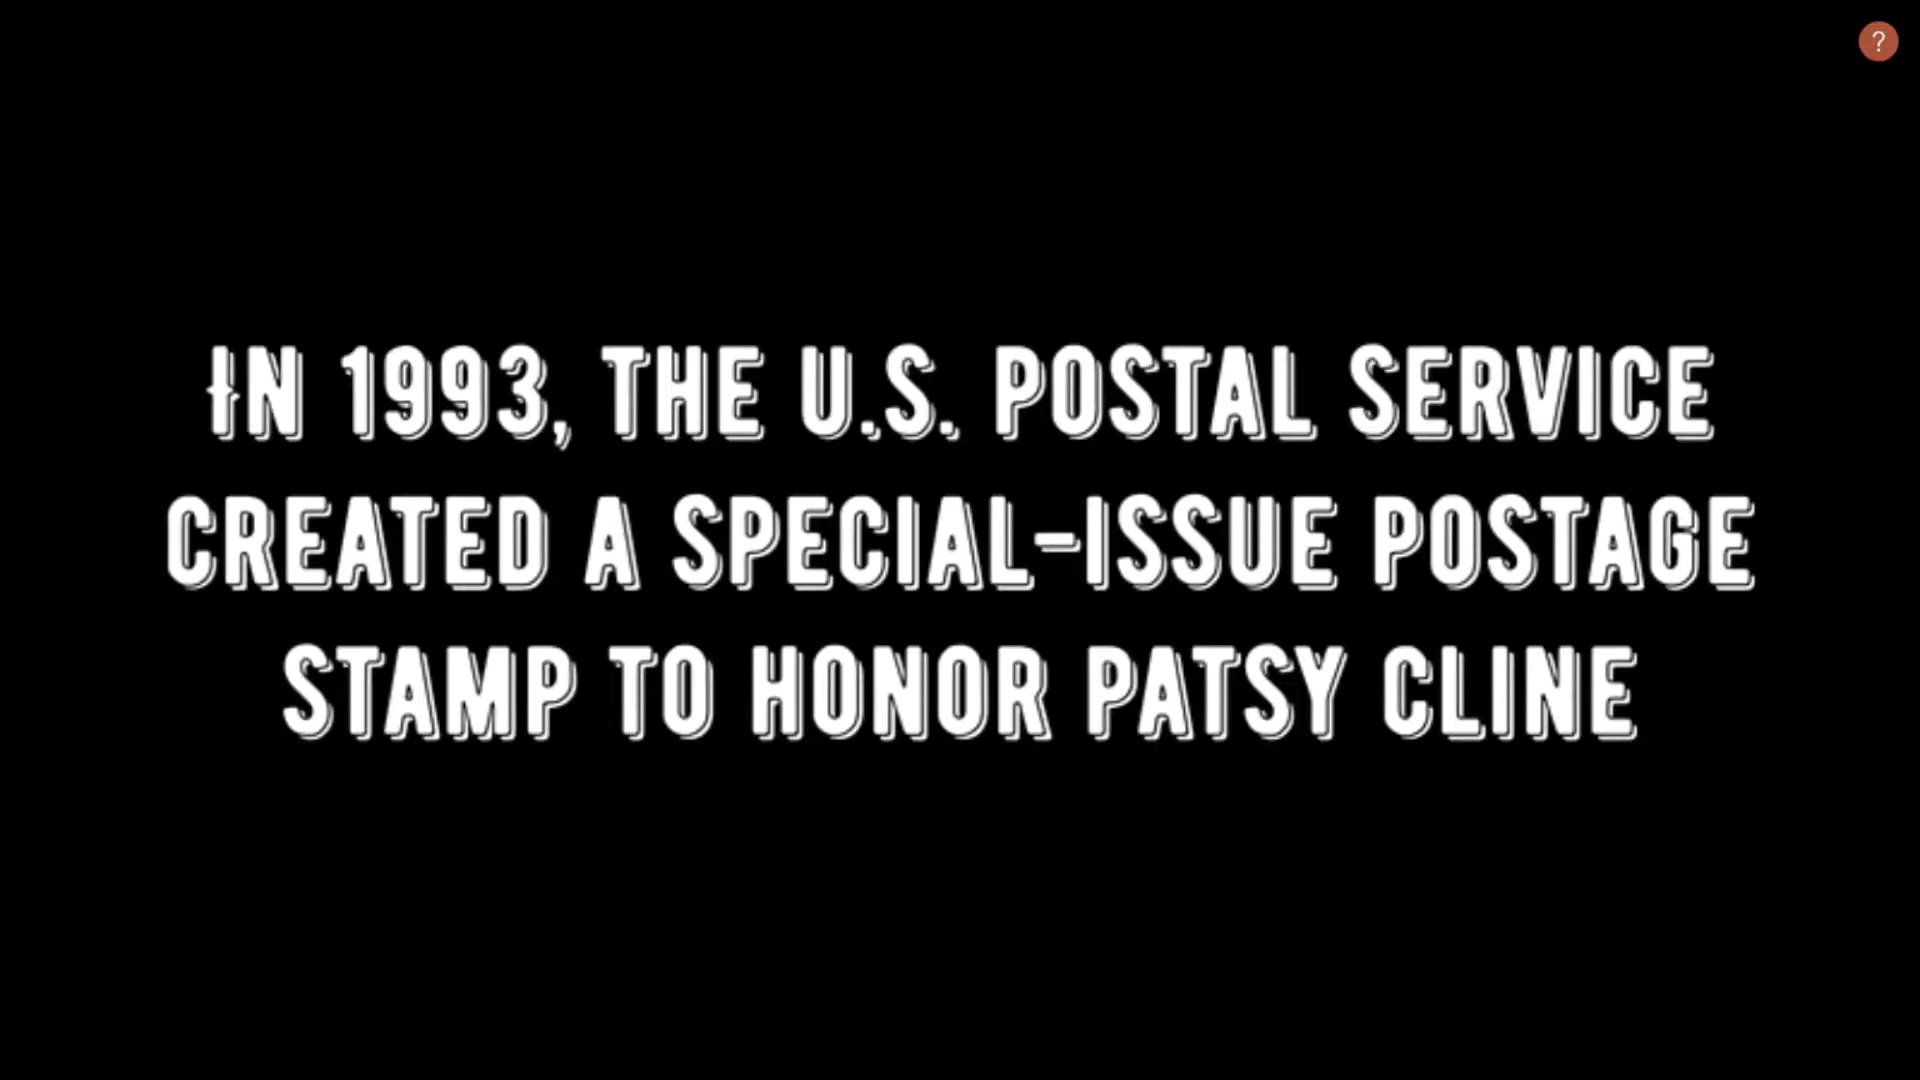 ?
IN 1993, THE U.S. POSTAL SERVICE
CREATED A SPECIAL-ISSUE POSTAGE
STAMP TO HONOR PATSY CLINE